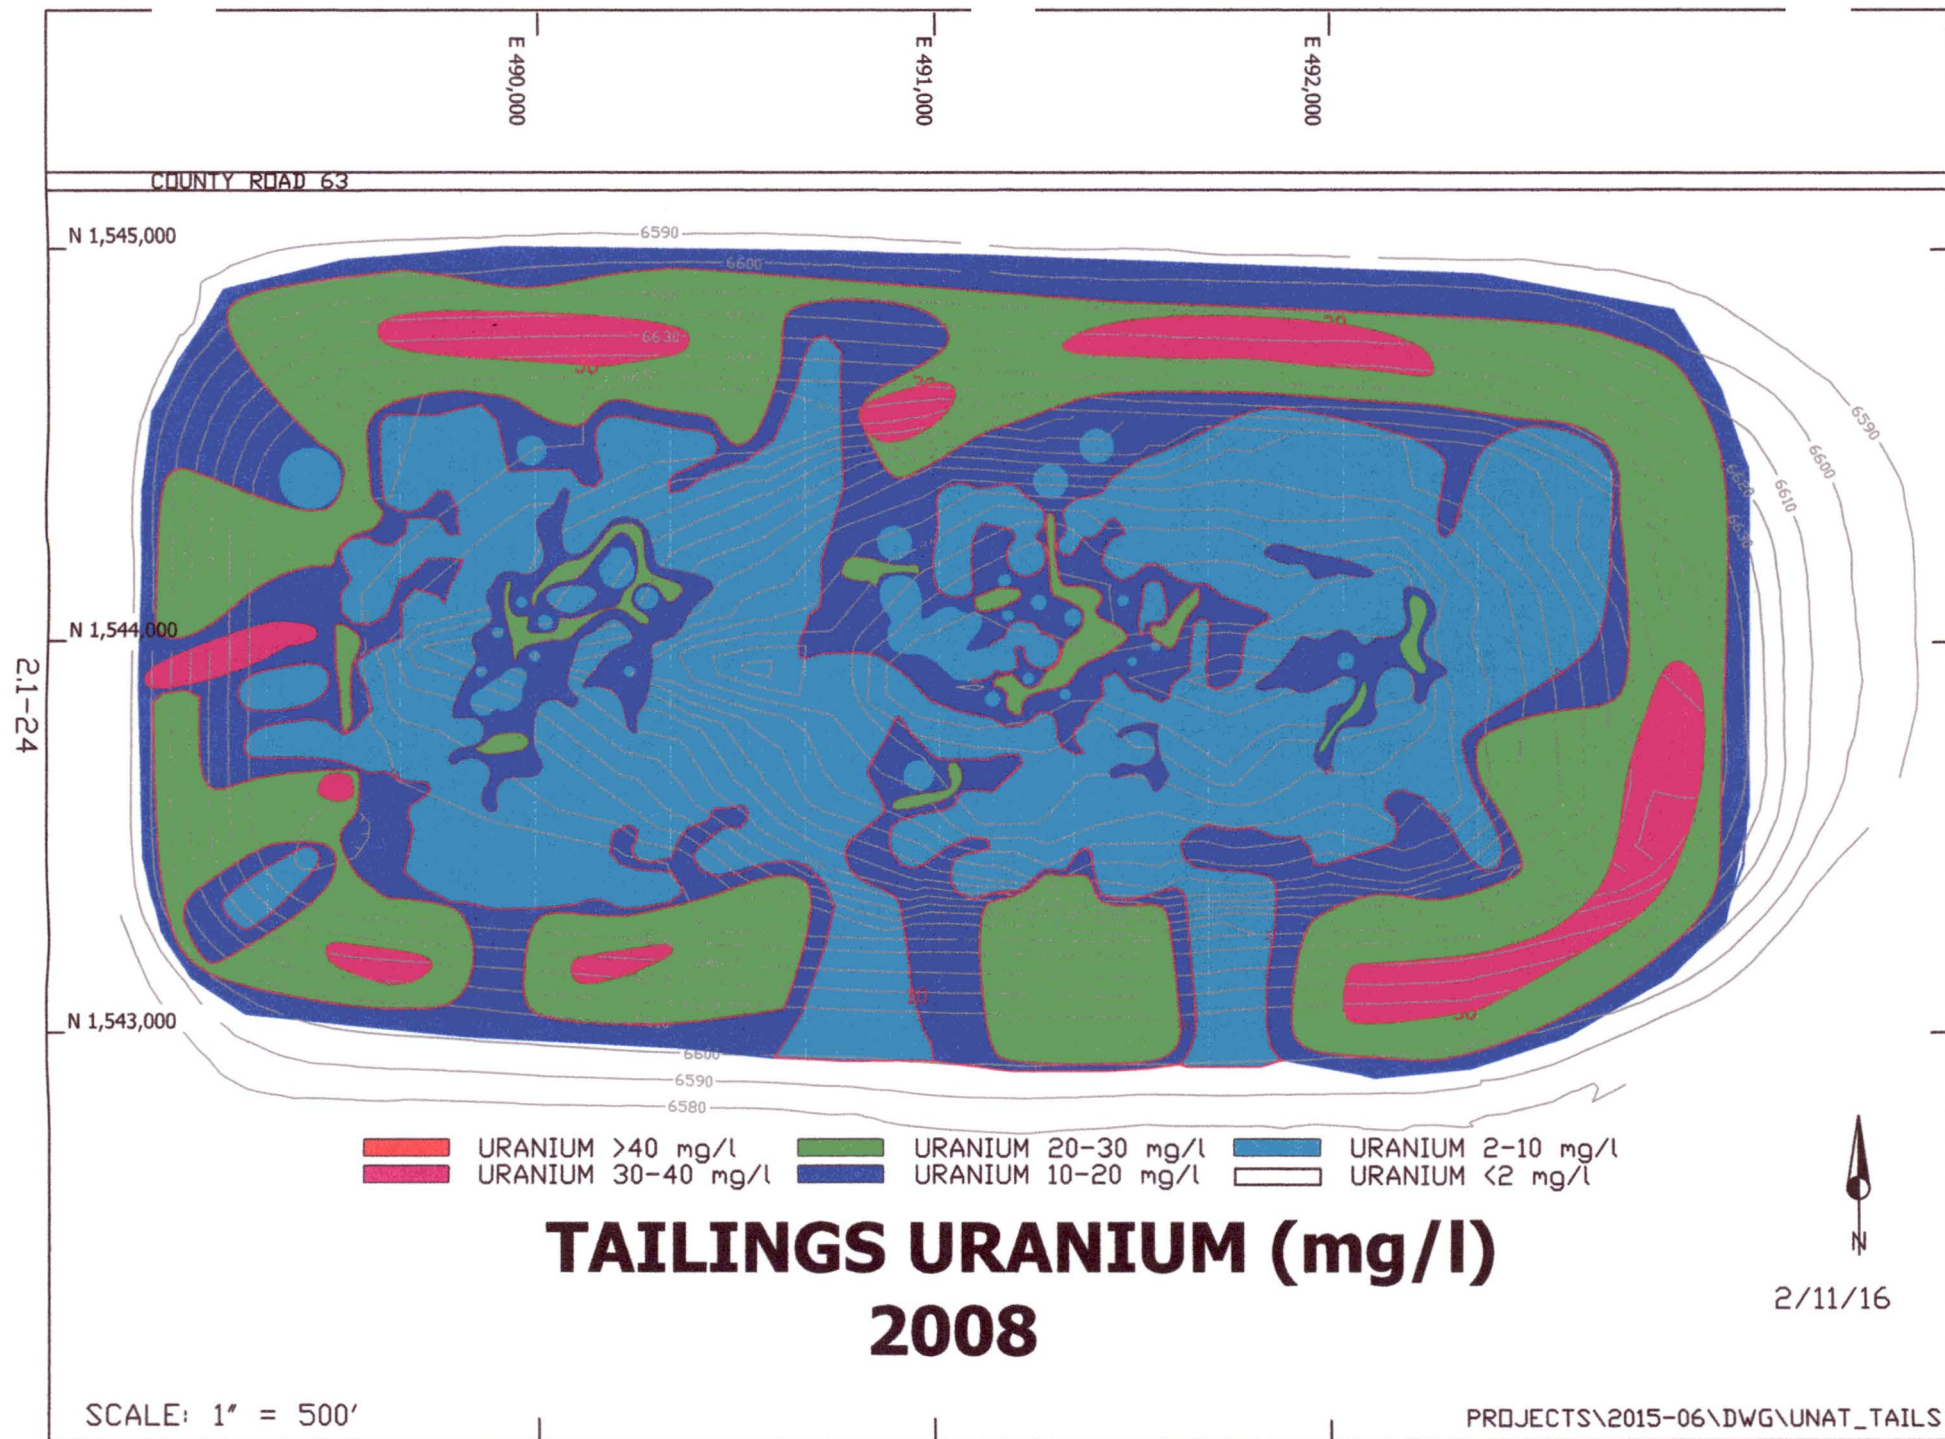 E 490,000
E 491,000
E 492,000
COUNTY ROAD 63
N 1,545,000
6590
6600
6630
30
6590
6600
6610
6620
6630
N 1,544,000
2.1-24
N 1,543,000
10
30
6600
6590
6580
URANIUM >40 mg/l
URANIUM 20-30 mg/l
URANIUM 2-10 mg/l
URANIUM 30-40 mg/l
URANIUM 10-20 mg/l
URANIUM <2 mg/l
TAILINGS URANIUM (mg/l)
2008
N
2/11/16
SCALE: 1" = 500'
PROJECTS\2015-06\DWG\UNAT_TAILS